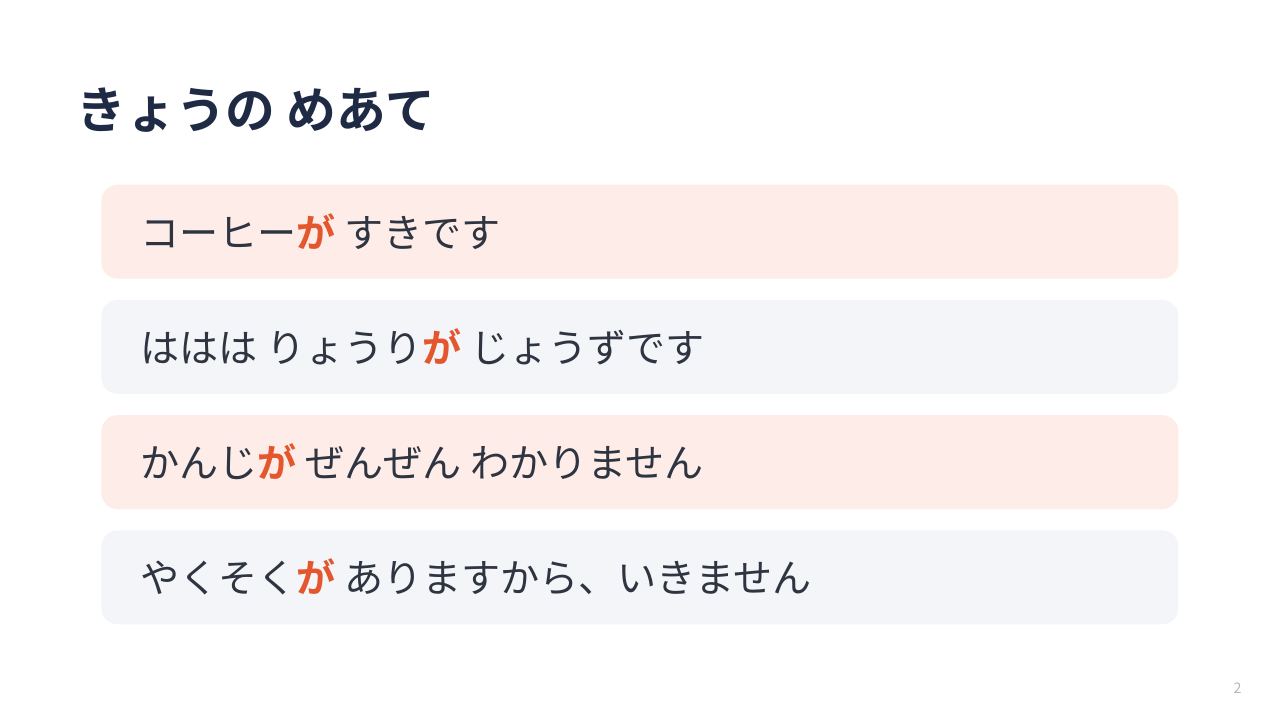 きょうの めあて
コーヒーが すきです
ははは りょうりが じょうずです
かんじが ぜんぜん わかりません
やくそくが ありますから、いきません
2